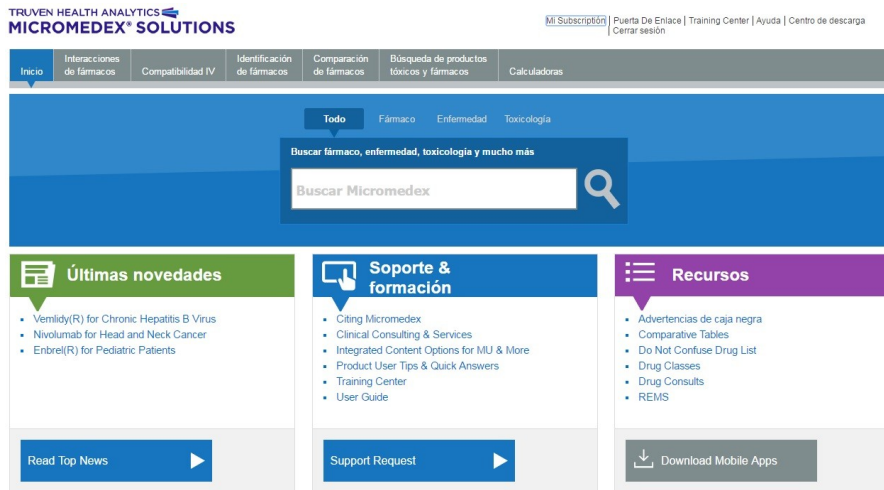 TRUVEN HEALTH ANALYTICS
MICROMEDEX® SOLUTIONS
Mi Subscriptión | Puerta De Enlace | Training Center | Ayuda | Centro de descarga
| Cerrar sesión
Inicio
Interacciones
de fármacos
Compatibilidad IV
Identificación
de fármacos
Comparación
de fármacos
Búsqueda de productos
tóxicos y fármacos
Calculadoras
Todo Fármaco Enfermedad Toxicología
Buscar fármaco, enfermedad, toxicología y mucho más
Buscar Micromedex
Últimas novedades
Vemlidy(R) for Chronic Hepatitis B Virus
Nivolumab for Head and Neck Cancer
Enbrel(R) for Pediatric Patients
Read Top News
Soporte &
formación
Citing Micromedex
Clinical Consulting & Services
Integrated Content Options for MU & More
Product User Tips & Quick Answers
Training Center
User Guide
Support Request
Recursos
Advertencias de caja negra
Comparative Tables
Do Not Confuse Drug List
Drug Classes
Drug Consults
REMS
Download Mobile Apps